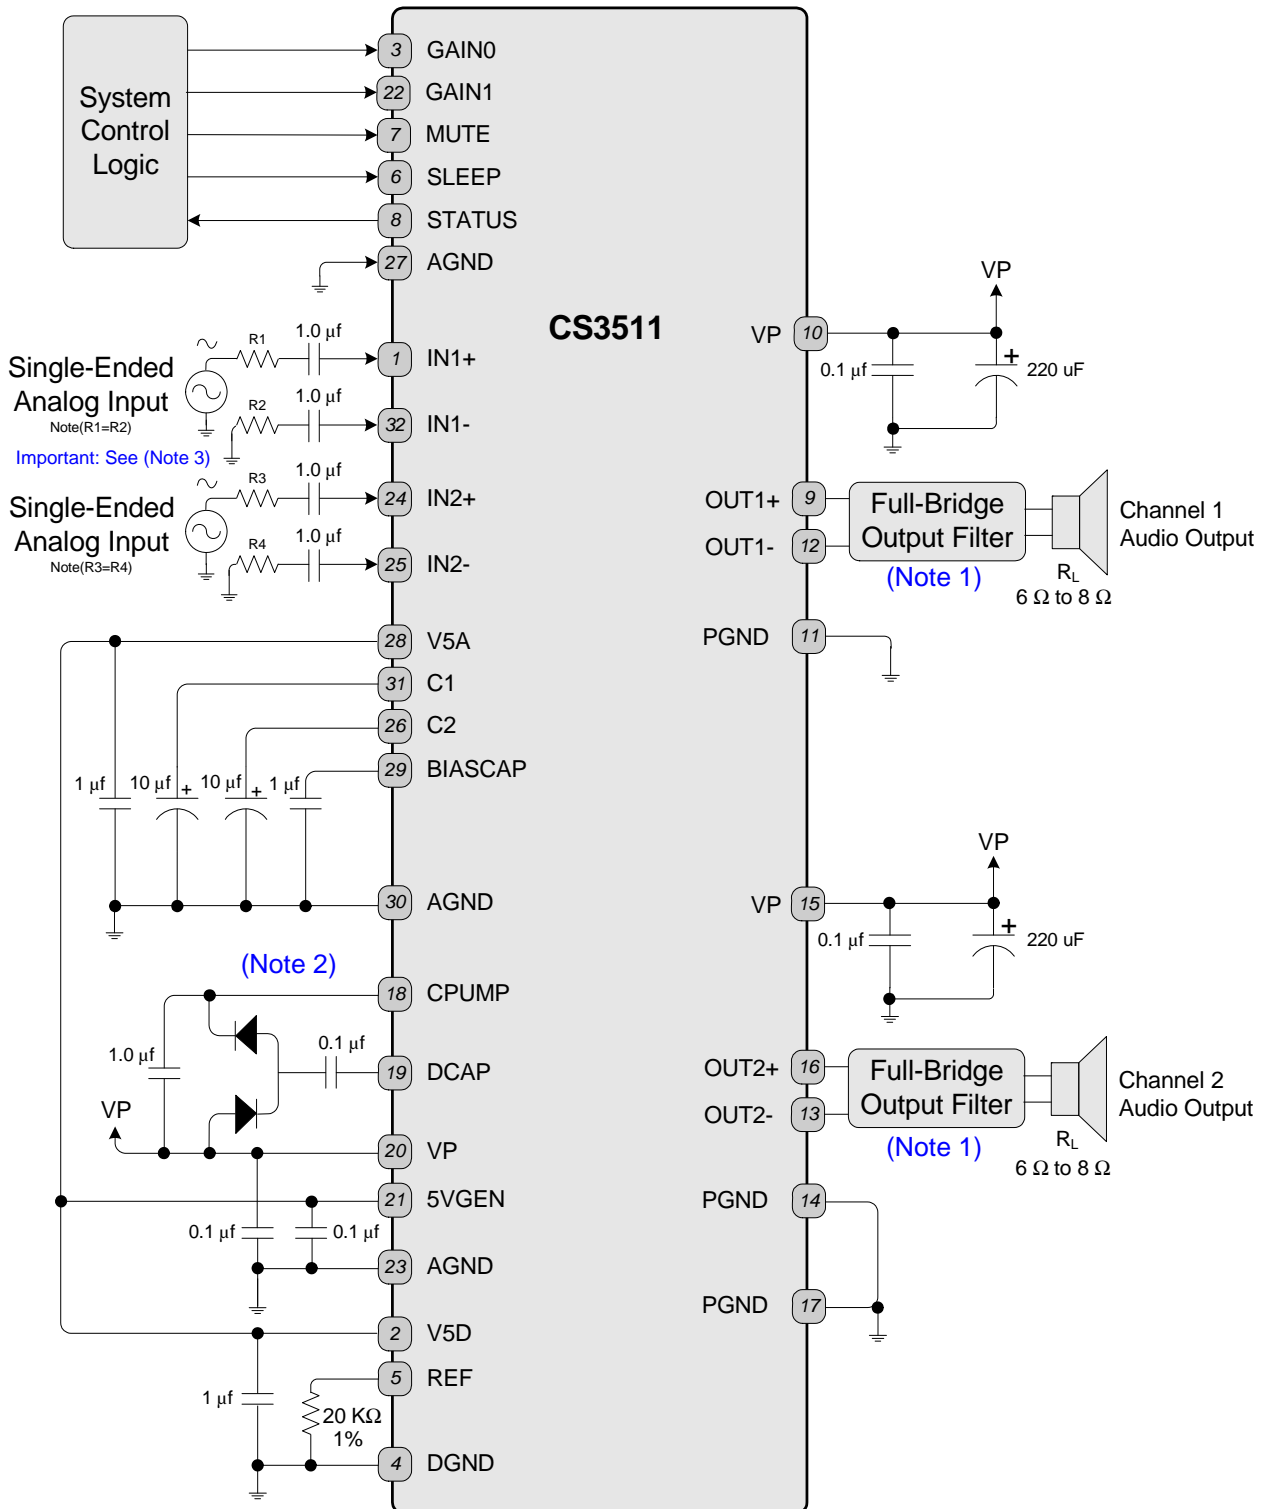 System
Control
Logic
3 GAIN0
22 GAIN1
7 MUTE
6 SLEEP
8 STATUS
27 AGND
CS3511
Single-Ended
Analog Input
Note(R1=R2)
R1
1.0 µf
1 IN1+
R2
1.0 µf
32 IN1-
Important: See (Note 3)
Single-Ended
Analog Input
Note(R3=R4)
R3
1.0 µf
24 IN2+
R4
1.0 µf
25 IN2-
28 V5A
31 C1
26 C2
29 BIASCAP
1 µf
10 µf +
10 µf +
1 µf
30 AGND
(Note 2)
18 CPUMP
1.0 µf
0.1 µf
19 DCAP
VP
20 VP
21 5VGEN
0.1 µf
0.1 µf
23 AGND
2 V5D
5 REF
1 µf
20 KΩ
1%
4 DGND
VP
VP 10
0.1 µf
+
220 uF
OUT1+ 9
OUT1- 12
Full-Bridge
Output Filter
(Note 1)
RL
6 Ω to 8 Ω
Channel 1
Audio Output
PGND 11
VP
VP 15
0.1 µf
+
220 uF
OUT2+ 16
OUT2- 13
Full-Bridge
Output Filter
(Note 1)
RL
6 Ω to 8 Ω
Channel 2
Audio Output
PGND 14
PGND 17